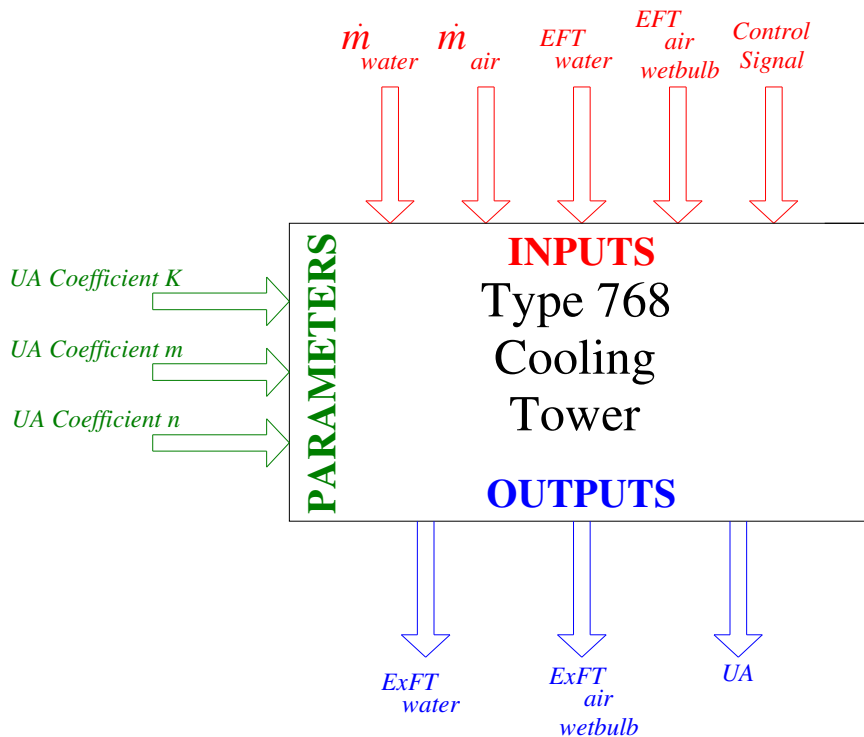 ṁ water
ṁ air
EFT
water
EFT
air
wetbulb
Control
Signal
INPUTS
Type 768
Cooling
Tower
PARAMETERS
UA Coefficient K
UA Coefficient m
UA Coefficient n
OUTPUTS
ExFT
water
ExFT
air
wetbulb
UA